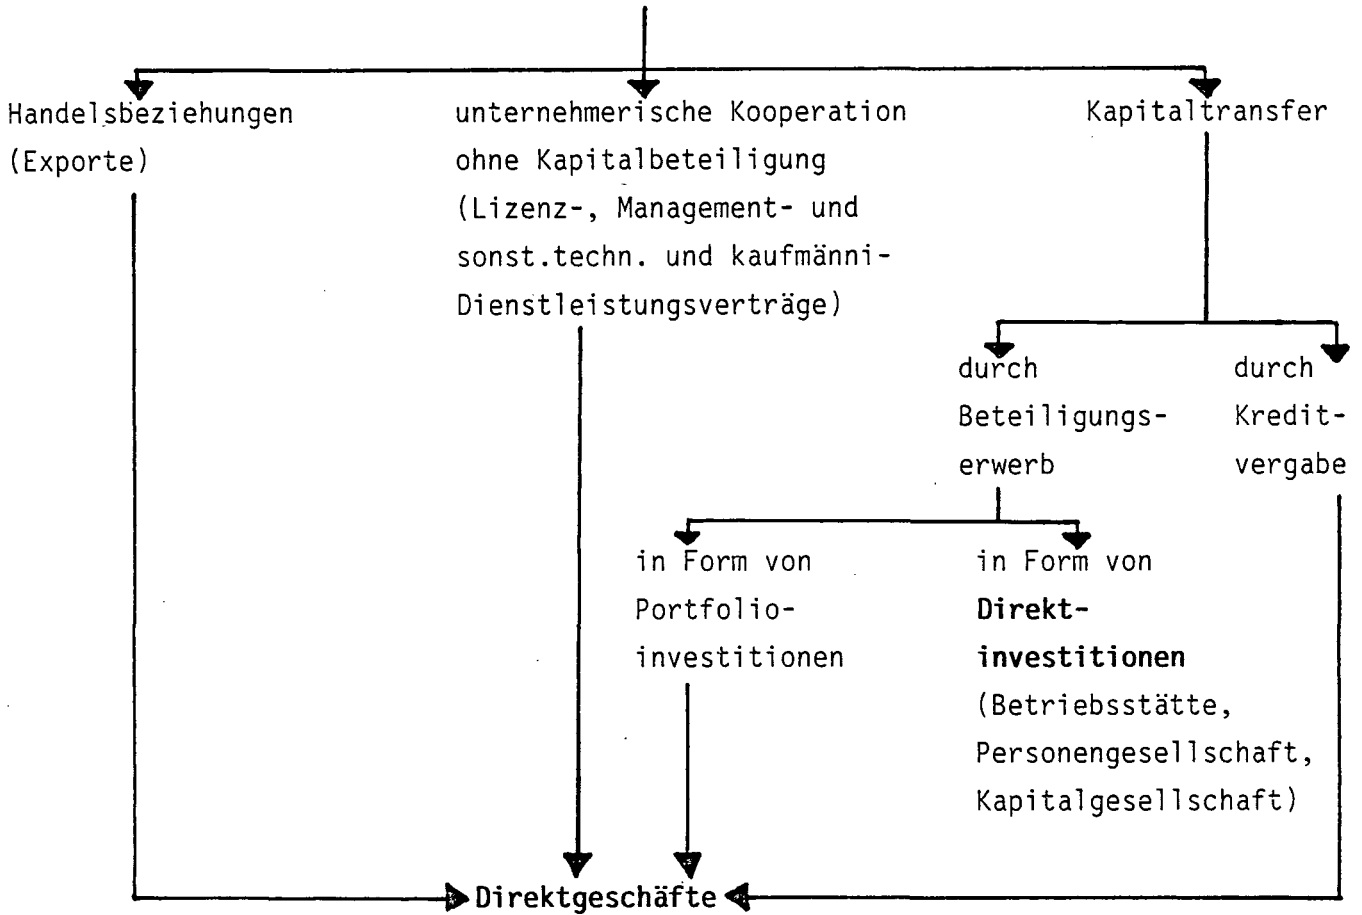 Handelsbeziehungen
(Exporte)
unternehmerische Kooperation
ohne Kapitalbeteiligung
(Lizenz-, Management- und
sonst.techn. und kaufmänni-
Dienstleistungsverträge)
Kapitaltransfer
durch
Beteiligungs-
erwerb
durch
Kredit-
vergabe
in Form von
Portfolio-
investitionen
in Form von
Direkt-
investitionen
(Betriebsstätte,
Personengesellschaft,
Kapitalgesellschaft)
Direktgeschäfte